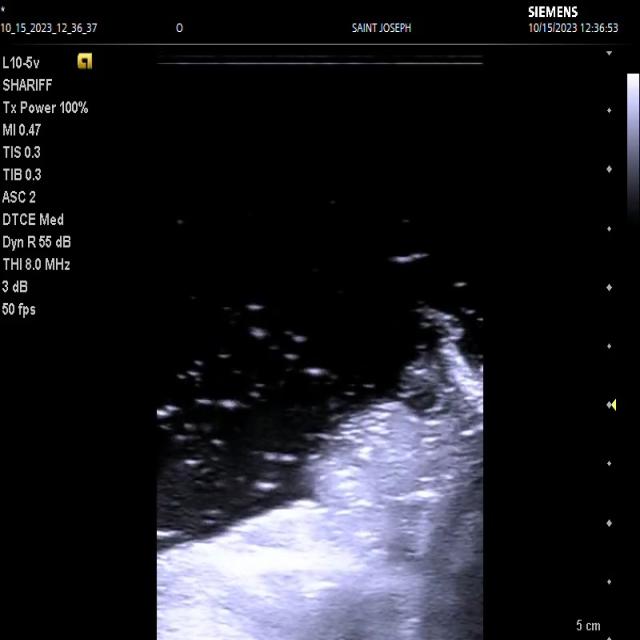 *
SIEMENS
10_15_2023_12_36_37 O SAINT JOSEPH 10/15/2023 12:36:53
L10-5v
SHARIFF
Tx Power 100%
MI 0.47
TIS 0.3
TIB 0.3
ASC 2
DTCE Med
Dyn R 55 dB
THI 8.0 MHz
3 dB
50 fps
5 cm